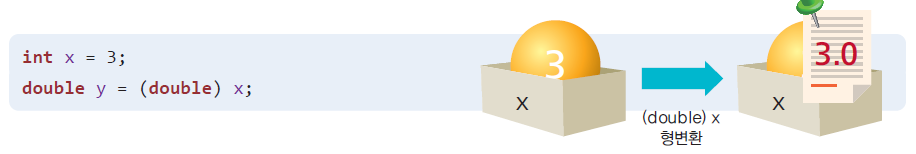 int x = 3;
double y = (double) x;
3
x
(double) x
형변환
3.0
x